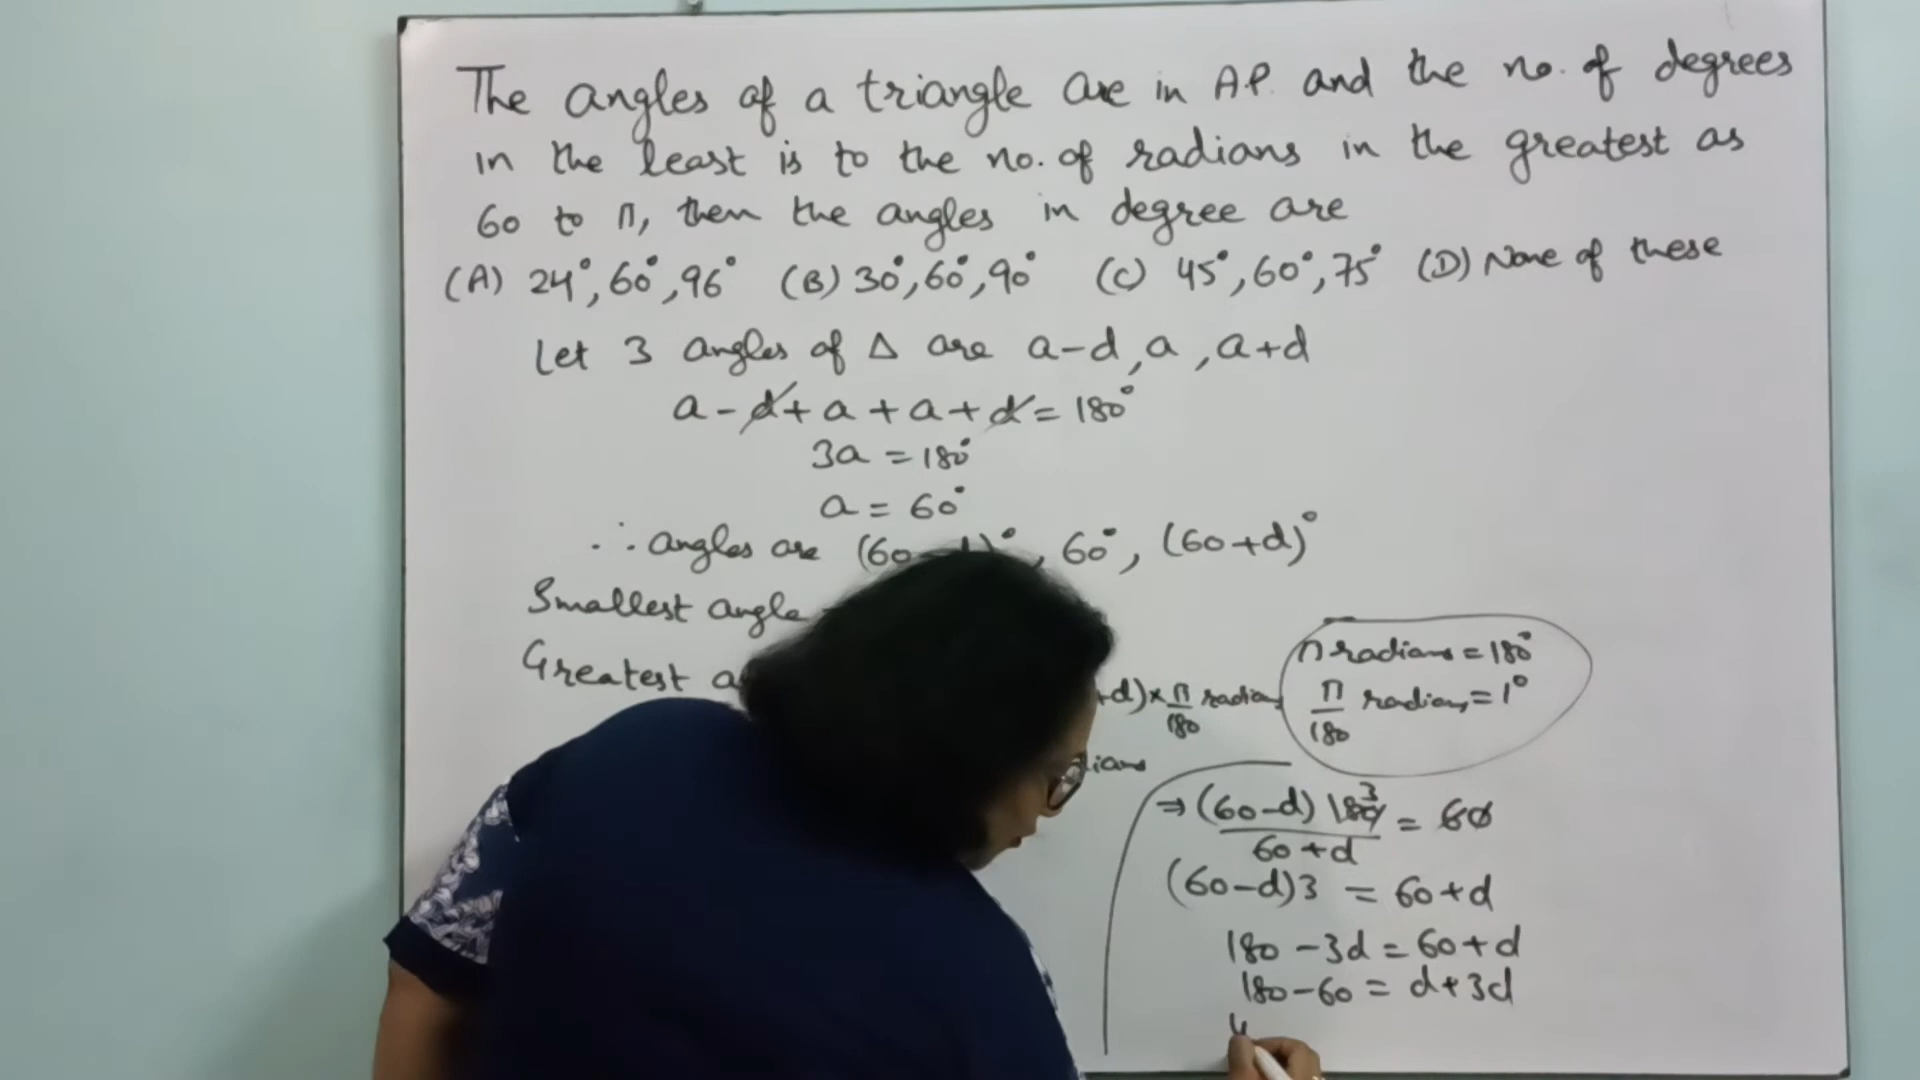 The angles of a triangle are in A.P. and the no. of degrees
in the least is to the no. of radians in the greatest as
60 to π, then the angles in degree are
(A) 24°, 60°, 96° (B) 30°, 60°, 90° (C) 45°, 60°, 75° (D) None of these
Let 3 angles of Δ are a-d, a, a+d
a-d+a+a+d=180°
3a=180°
a=60°
∴ angles are (60 , 60°, (60+d)°
Smallest angle
Greatest
+d)×π/180 radians
π radians=180°
π/180 radians=1°
⇒ (60-d) 180/60+d = 60
3
(60-d)3 = 60+d
180-3d=60+d
180-60=d+3d